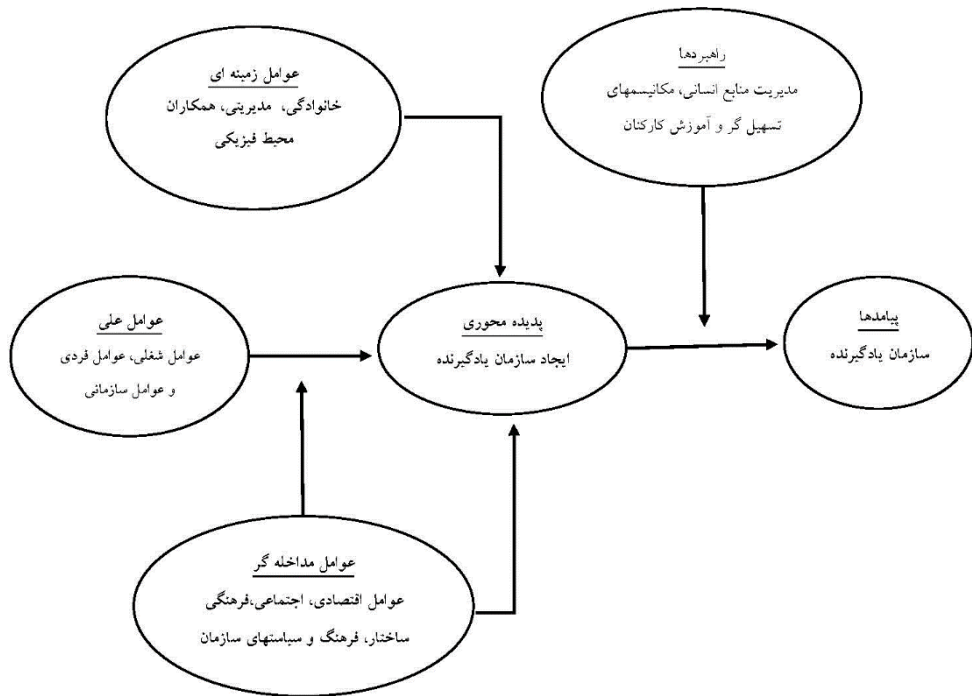 عوامل زمینه ای
خانوادگی، مدیریتی، همکاران
محیط فیزیکی
راهبردها
مدیریت منابع انسانی، مکانیسمهای
تسهیل گر و آموزش کارکنان
عوامل علی
عوامل شغلی، عوامل فردی
و عوامل سازمانی
پدیده محوری
ایجاد سازمان یادگیرنده
پیامدها
سازمان یادگیرنده
عوامل مداخله گر
عوامل اقتصادی، اجتماعی،فرهنگی
ساختار، فرهنگ و سیاستهای سازمان